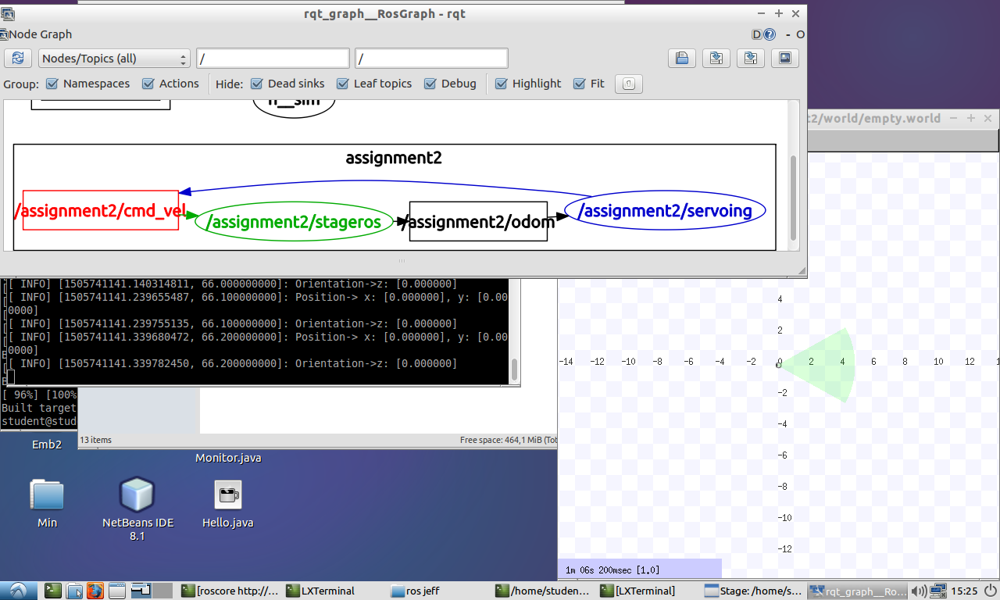 rqt_graph__RosGraph - rqt
Node Graph
D
- O
Nodes/Topics (all)
/
/
Group: Namespaces Actions Hide: Dead sinks Leaf topics Debug Highlight Fit
n__sim
t2/world/empty.world
assignment2
/assignment2/cmd_vel
/assignment2/stageros
/assignment2/odom
/assignment2/servoing
[ INFO] [1505741141.140314811, 66.000000000]: Orientation->z: [0.000000]
[ INFO] [1505741141.239655487, 66.100000000]: Position-> x: [0.000000], y: [0.00
0000]
[ INFO] [1505741141.239755135, 66.100000000]: Orientation->z: [0.000000]
[ INFO] [1505741141.339680472, 66.200000000]: Position-> x: [0.000000], y: [0.00
0000]
[ INFO] [1505741141.339782450, 66.200000000]: Orientation->z: [0.000000]
[ 96%] [100%
Built target
student@stud
13 items
Free space: 464,1 MiB (Tot
4
2
-14 -12 -10 -8 -6 -4 -2 0 2 4 6 8 10 12 1
-2
-4
-6
-8
-10
-12
1m 06s 200msec [1.0]
Emb2
Monitor.java
Min
NetBeans IDE
8.1
Hello.java
[roscore http://...
LXTerminal
ros jeff
/home/studen...
[LXTerminal]
Stage: /home/s...
rqt_graph__Ro...
15:25